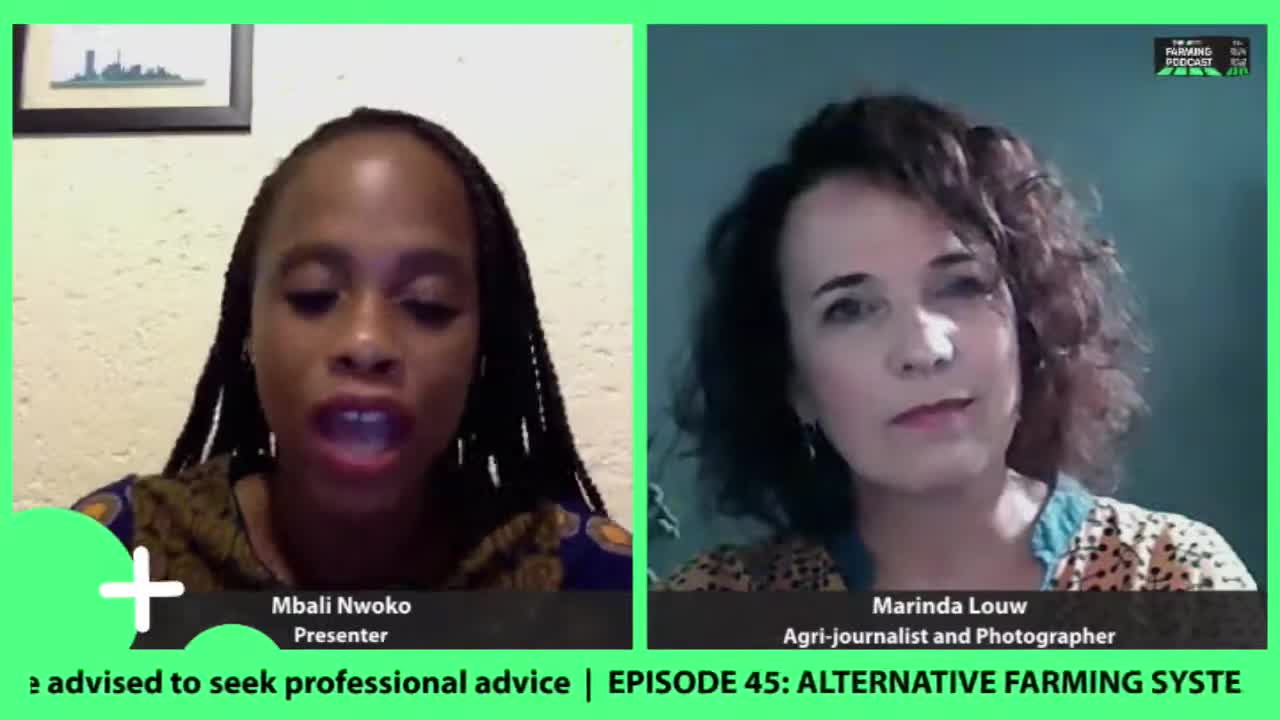 FARMING
PODCAST
Mbali Nwoko
Presenter
Marinda Louw
Agri-journalist and Photographer
e advised to seek professional advice | EPISODE 45: ALTERNATIVE FARMING SYSTE